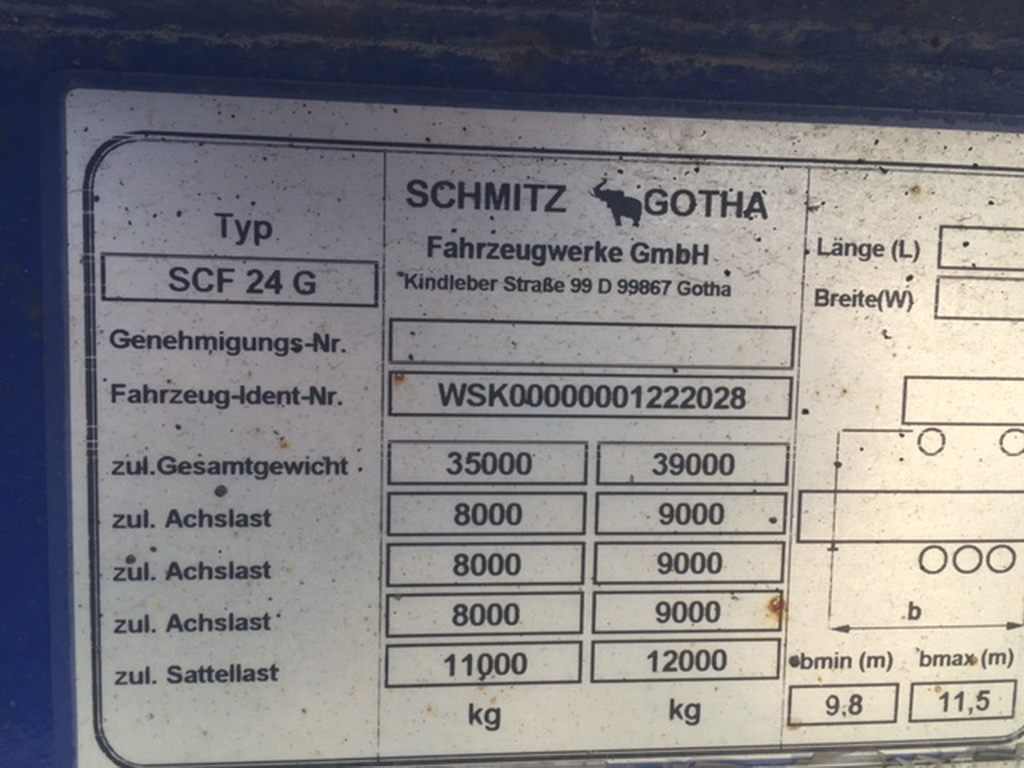 SCHMITZ GOTHA
Fahrzeugwerke GmbH
Kindleber Straße 99 D 99867 Gotha
Typ
SCF 24 G
Genehmigungs-Nr.
Fahrzeug-Ident-Nr. WSK00000001222028
zul.Gesamtgewicht 35000 39000
zul. Achslast 8000 9000
zul. Achslast 8000 9000
zul. Achslast 8000 9000
zul. Sattellast 11000 12000
kg kg
Länge (L)
Breite(W)
b
bmin (m) bmax (m)
9,8 11,5